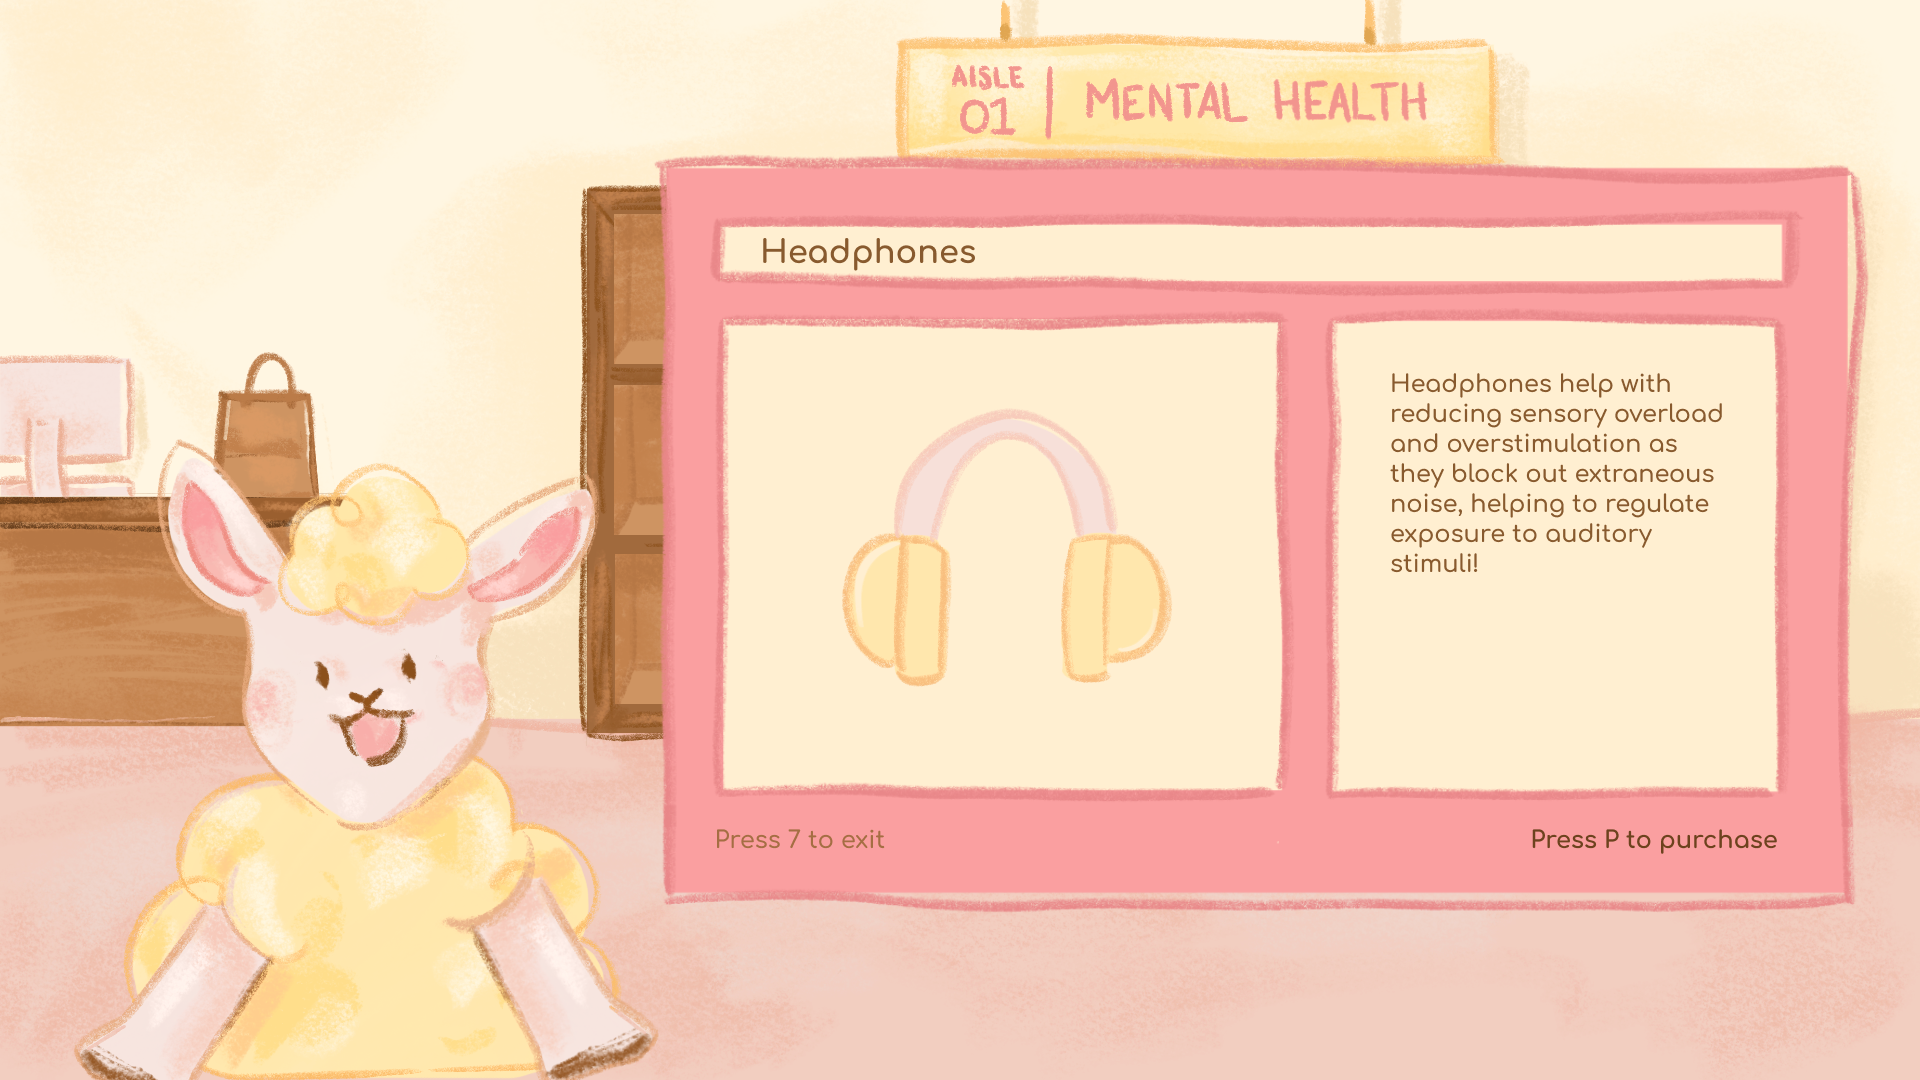 AISLE
01
MENTAL HEALTH
Headphones
Headphones help with
reducing sensory overload
and overstimulation as
they block out extraneous
noise, helping to regulate
exposure to auditory
stimuli!
Press 7 to exit
Press P to purchase